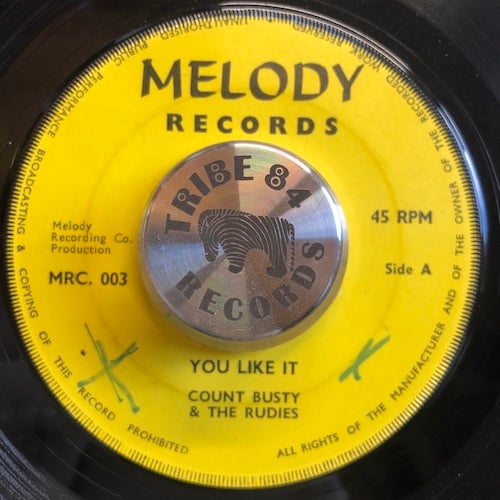 MELODY
RECORDS
TRIBE 84
RECORDS
Melody
Recording Co.
Production
MRC. 003
45 RPM
Side A
YOU LIKE IT
COUNT BUSTY
& THE RUDIES
ALL RIGHTS OF THE MANUFACTURER AND OF THE OWNER OF THE RECORDED WORK RESERVED
UNAUTHORISED PUBLIC PERFORMANCE BROADCASTING & COPYING OF THIS RECORD PROHIBITED